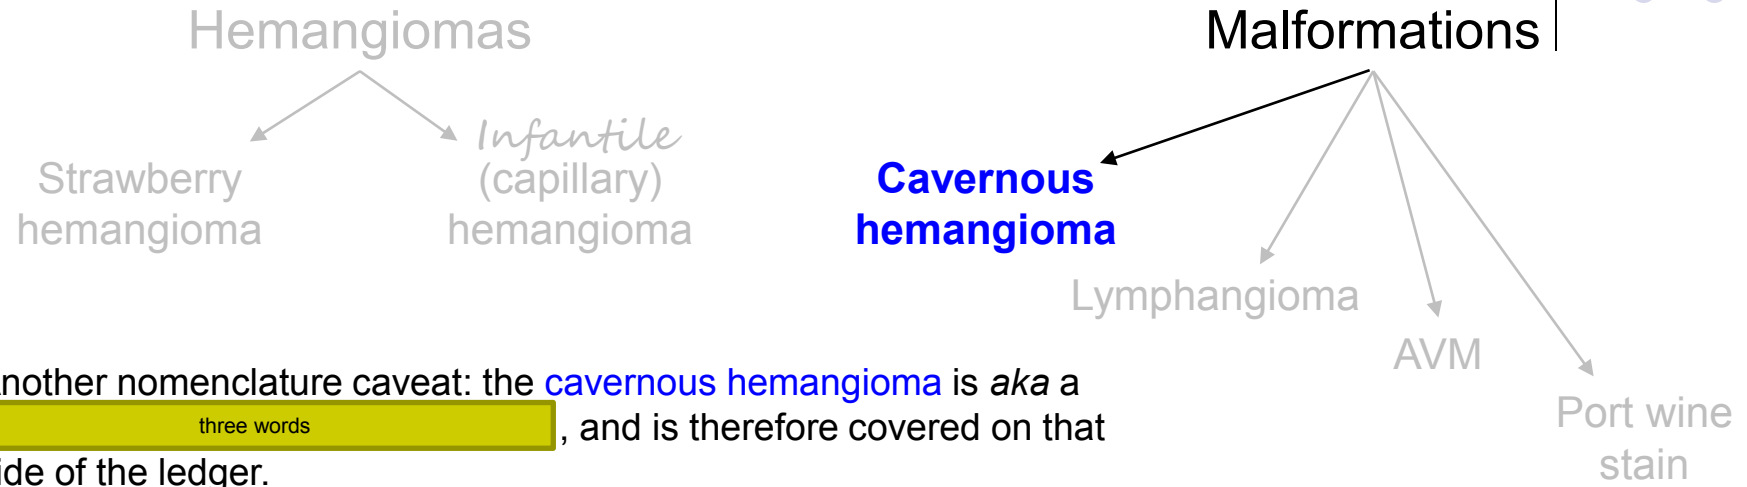 Hemangiomas
Malformations
Strawberry
hemangioma
Infantile
(capillary)
hemangioma
Cavernous
hemangioma
Lymphangioma
AVM
Port wine
stain
nother nomenclature caveat: the cavernous hemangioma is aka a
three words , and is therefore covered on that
ide of the ledger.